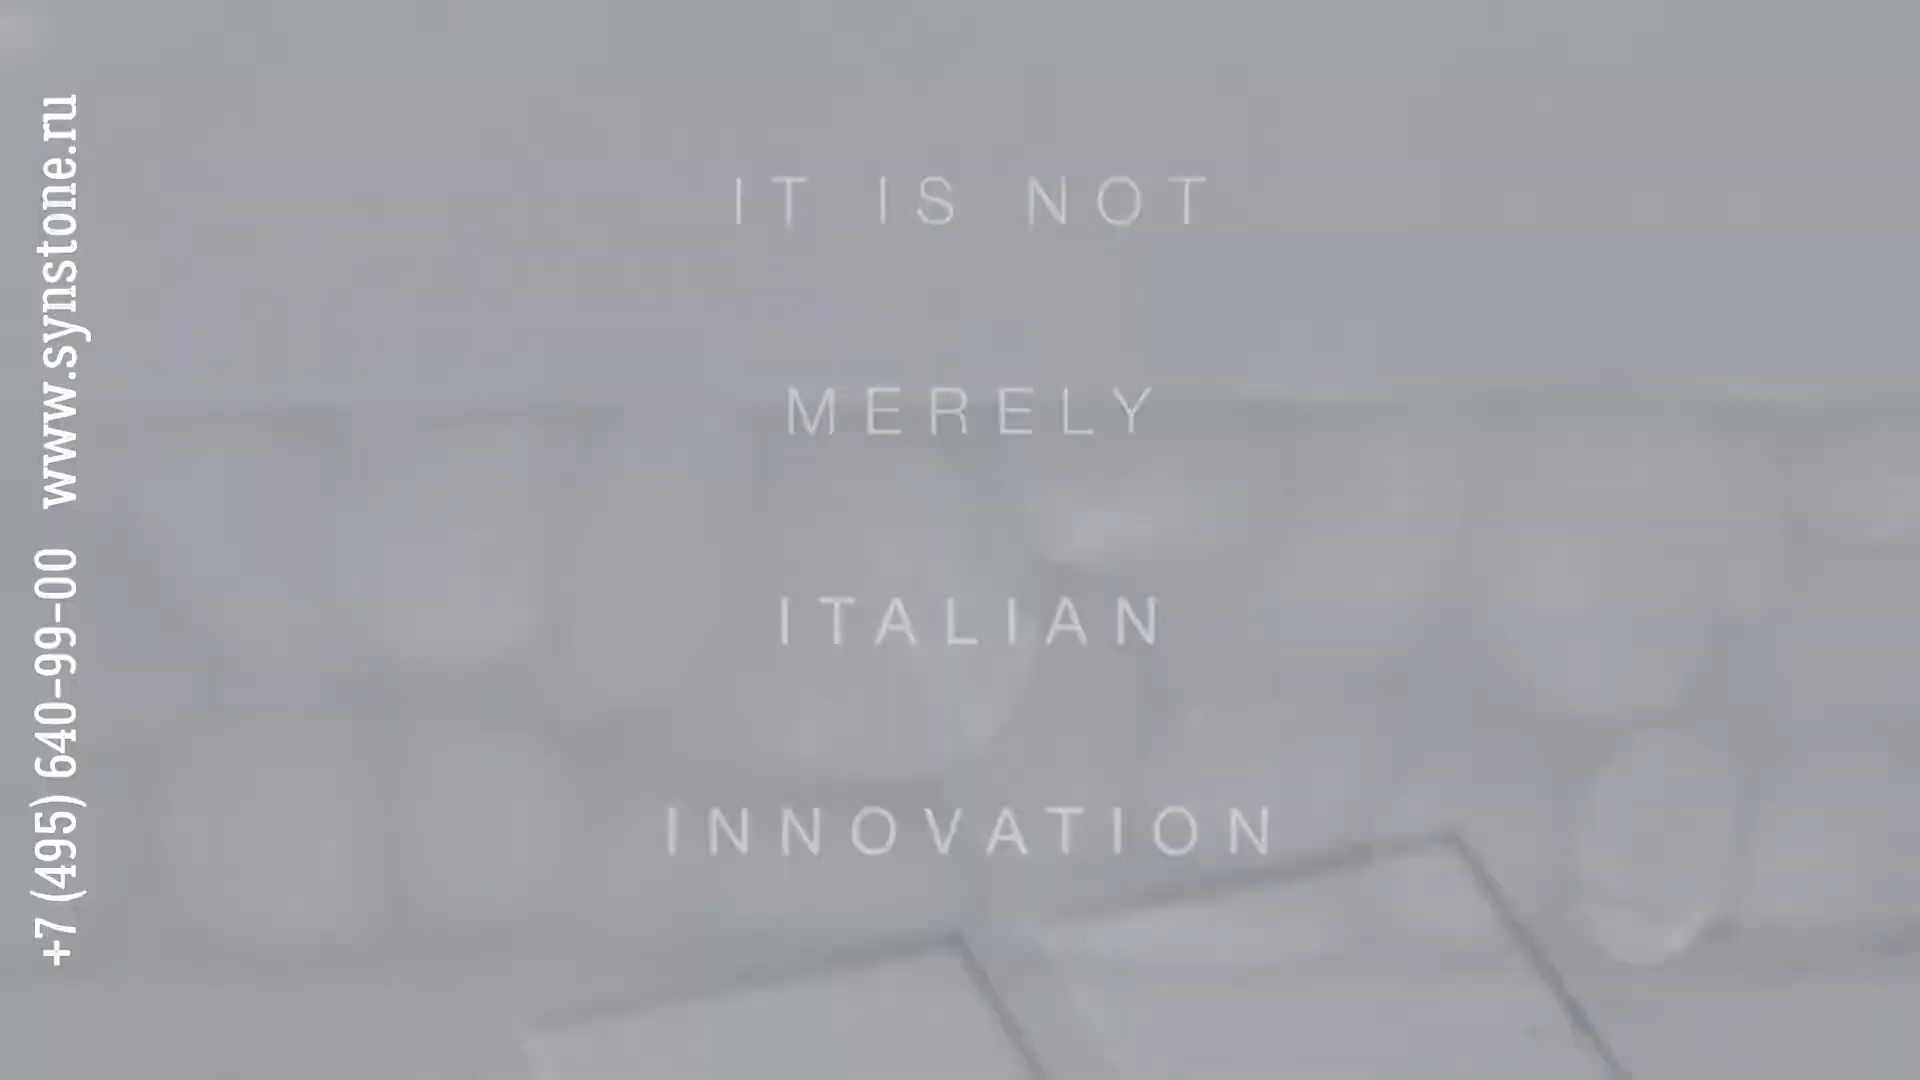 IT IS NOT
MERELY
ITALIAN
INNOVATION
+7 (495) 640-99-00 www.synstone.ru